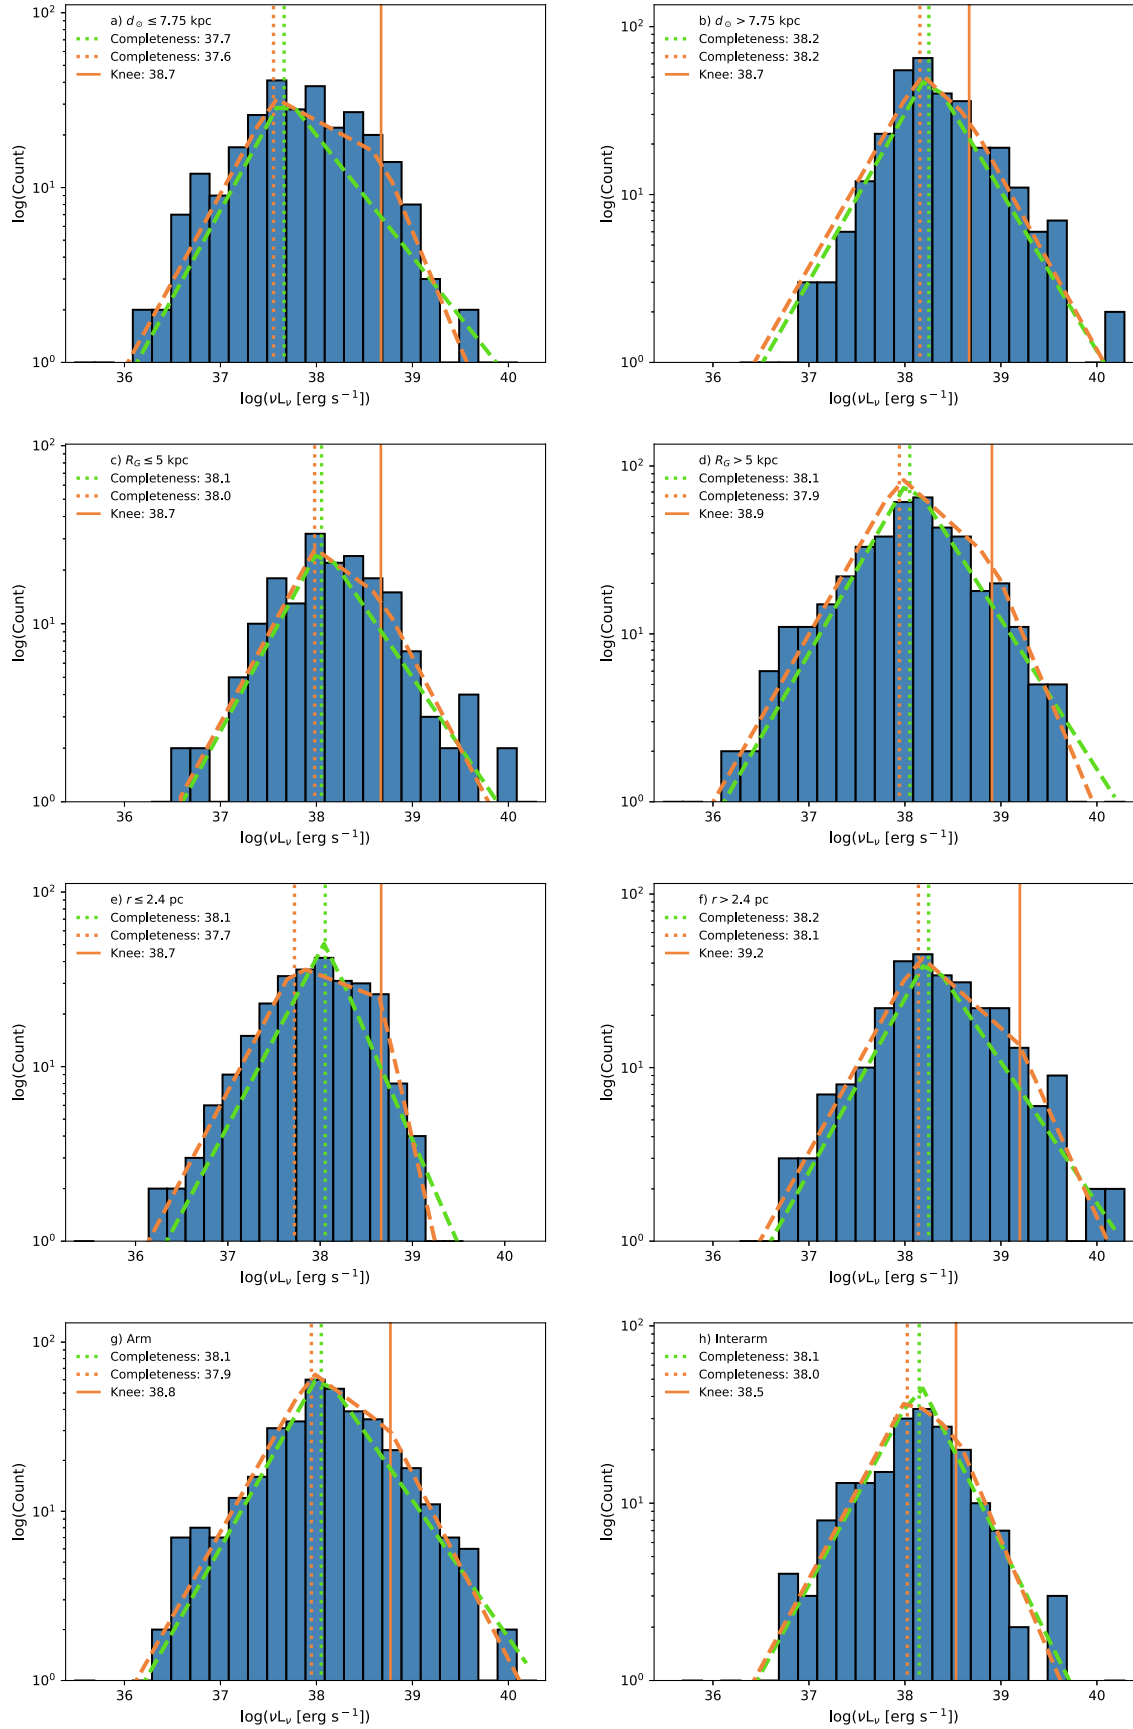 a) d⊙ ≤ 7.75 kpc
Completeness: 37.7
Completeness: 37.6
Knee: 38.7
log(Count)
10²
10¹
10⁰
36 37 38 39 40
log(νLν [erg s⁻¹])
b) d⊙ > 7.75 kpc
Completeness: 38.2
Completeness: 38.2
Knee: 38.7
log(Count)
10²
10¹
10⁰
36 37 38 39 40
log(νLν [erg s⁻¹])
c) RG ≤ 5 kpc
Completeness: 38.1
Completeness: 38.0
Knee: 38.7
log(Count)
10²
10¹
10⁰
36 37 38 39 40
log(νLν [erg s⁻¹])
d) RG > 5 kpc
Completeness: 38.1
Completeness: 37.9
Knee: 38.9
log(Count)
10²
10¹
10⁰
36 37 38 39 40
log(νLν [erg s⁻¹])
e) r ≤ 2.4 pc
Completeness: 38.1
Completeness: 37.7
Knee: 38.7
log(Count)
10²
10¹
10⁰
36 37 38 39 40
log(νLν [erg s⁻¹])
f) r > 2.4 pc
Completeness: 38.2
Completeness: 38.1
Knee: 39.2
log(Count)
10²
10¹
10⁰
36 37 38 39 40
log(νLν [erg s⁻¹])
g) Arm
Completeness: 38.1
Completeness: 37.9
Knee: 38.8
log(Count)
10²
10¹
10⁰
36 37 38 39 40
log(νLν [erg s⁻¹])
h) Interarm
Completeness: 38.1
Completeness: 38.0
Knee: 38.5
log(Count)
10²
10¹
10⁰
36 37 38 39 40
log(νLν [erg s⁻¹])